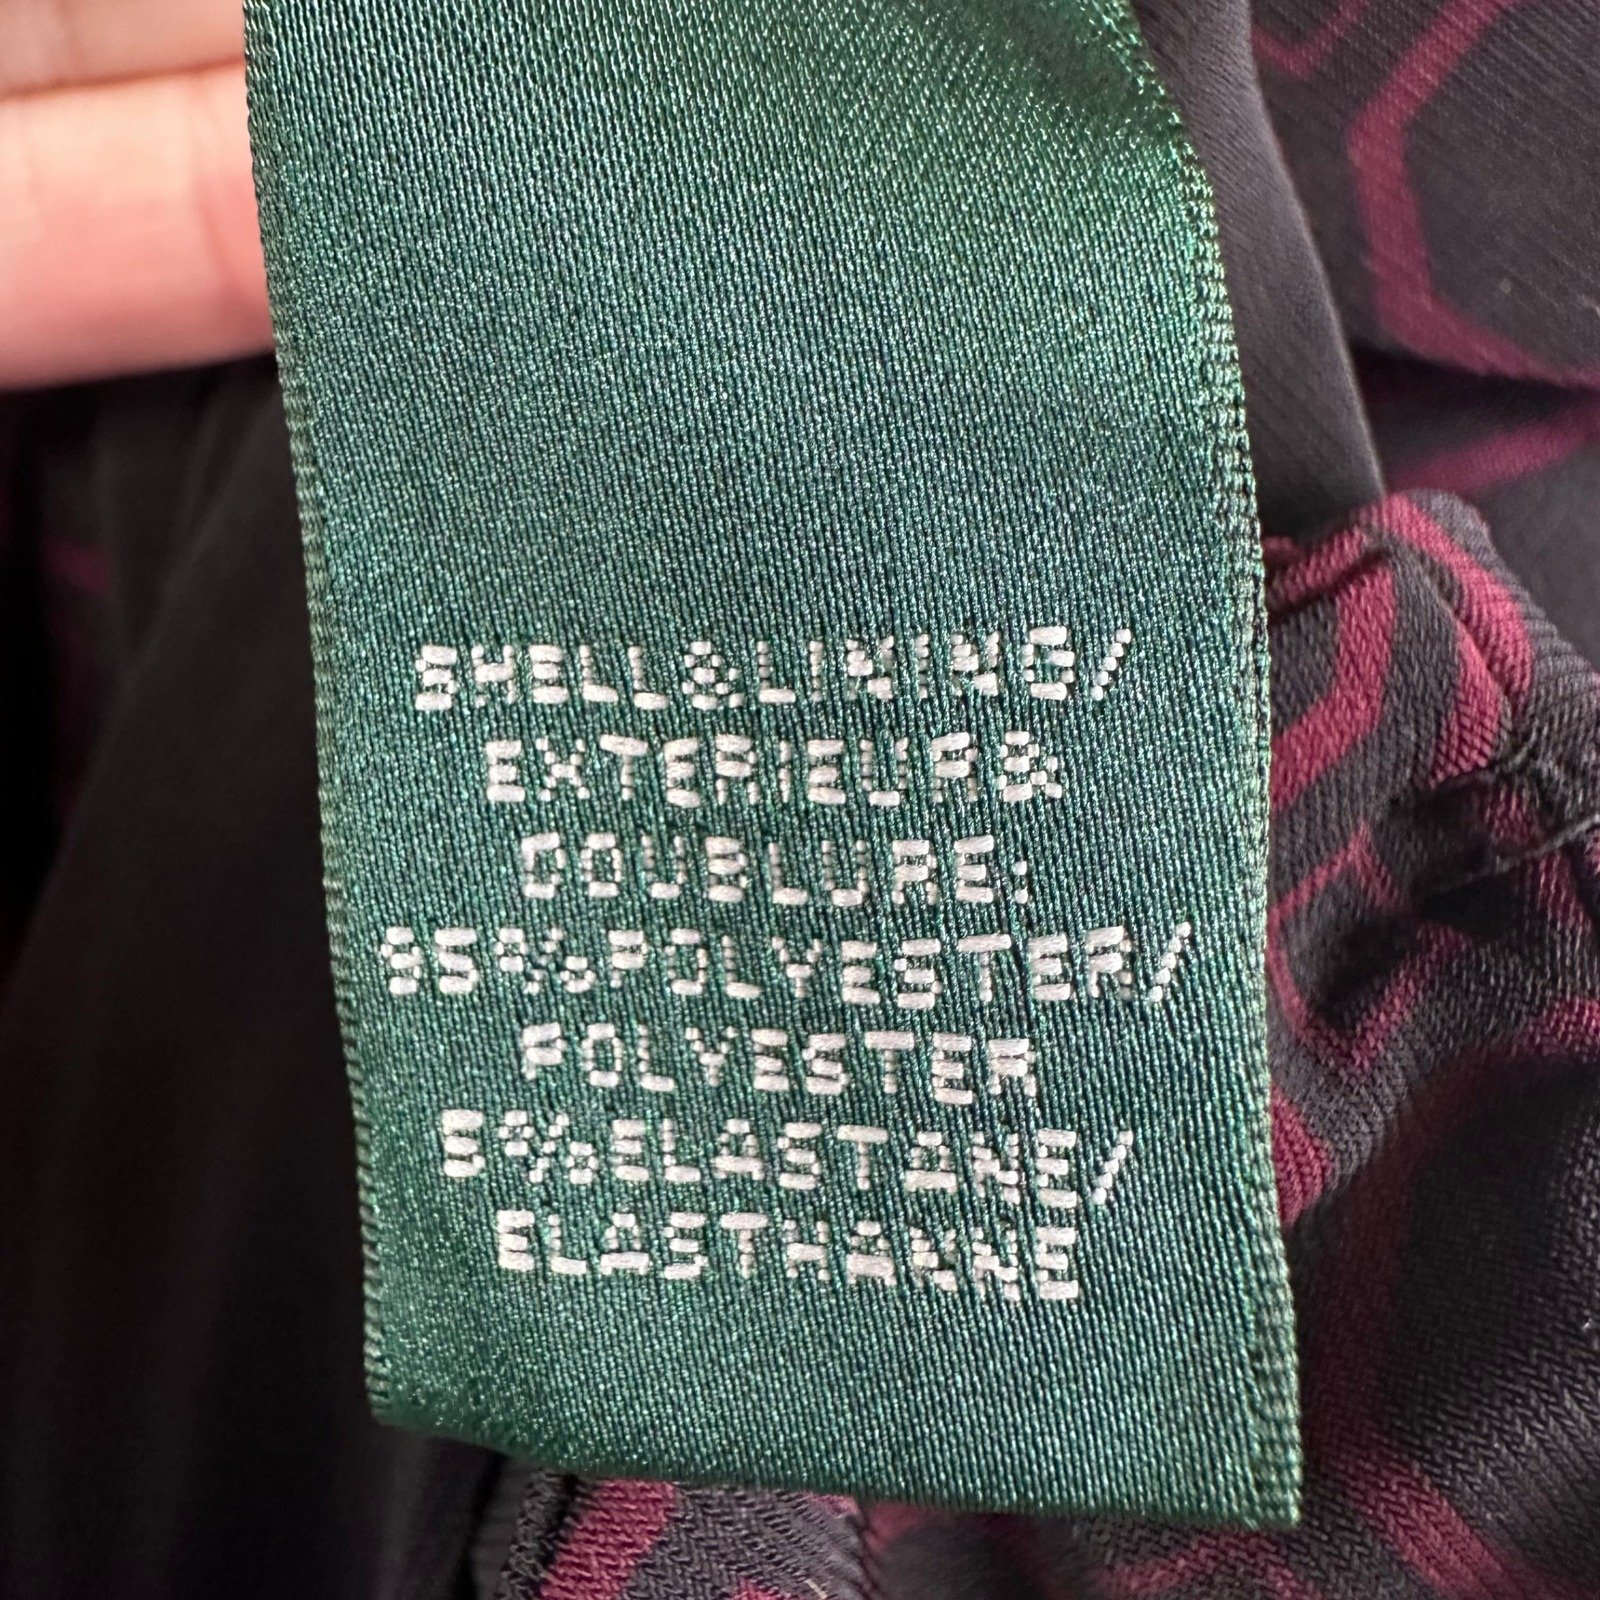 SHELL&LINING/
EXTERIEUR&
DOUBLURE:
95%POLYESTER/
POLYESTER
5%ELASTANE/
ELASTHANNE